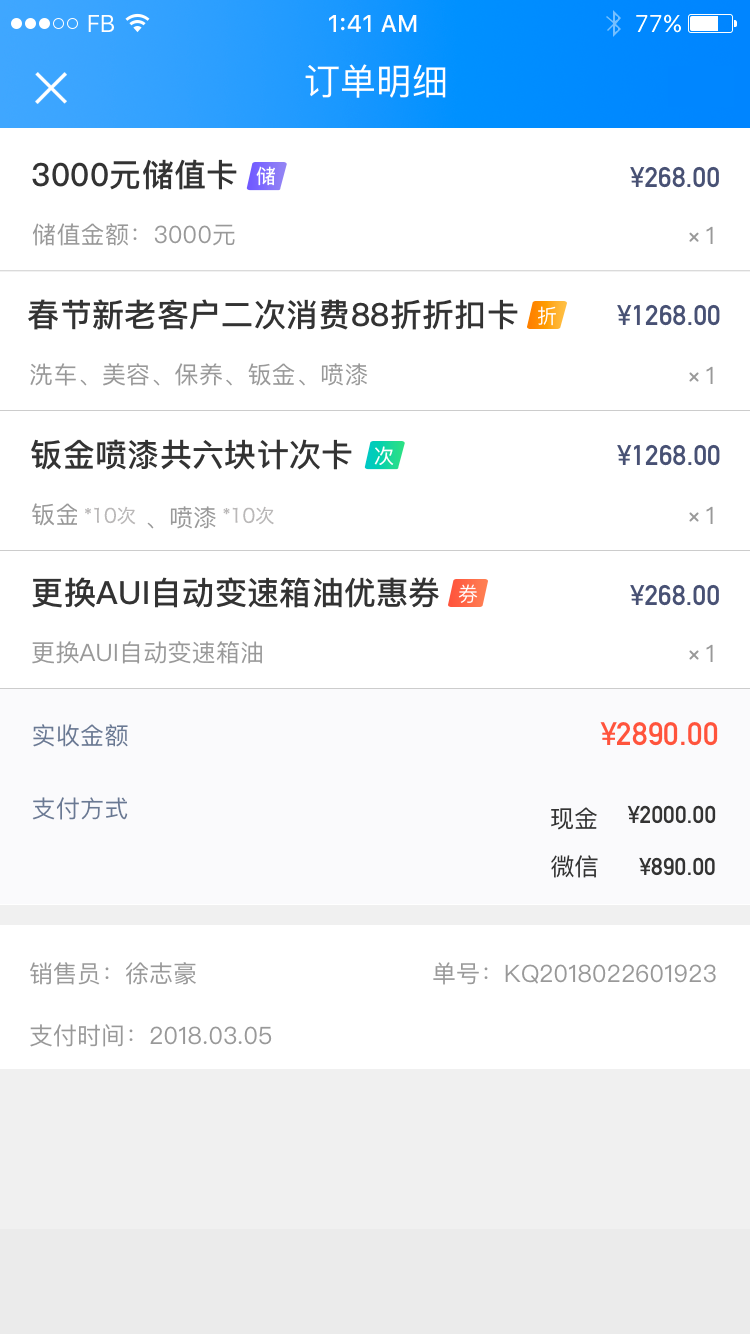 FB 1:41 AM 77%
订单明细
3000元储值卡 储 ¥268.00
储值金额：3000元 ×1
春节新老客户二次消费88折折扣卡 折 ¥1268.00
洗车、美容、保养、钣金、喷漆 ×1
钣金喷漆共六块计次卡 次 ¥1268.00
钣金 *10次 、喷漆 *10次 ×1
更换AUI自动变速箱油优惠券 券 ¥268.00
更换AUI自动变速箱油 ×1
实收金额 ¥2890.00
支付方式 现金 ¥2000.00
微信 ¥890.00
销售员：徐志豪 单号：KQ2018022601923
支付时间：2018.03.05